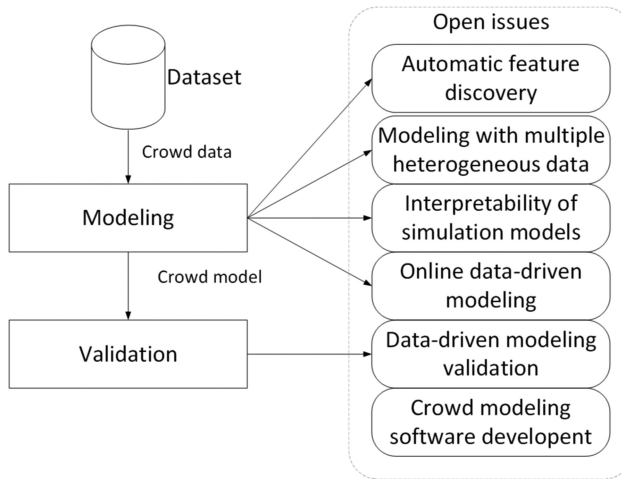 Open issues
Dataset
Automatic feature
discovery
Crowd data
Modeling with multiple
heterogeneous data
Modeling
Interpretability of
simulation models
Crowd model
Online data-driven
modeling
Validation
Data-driven modeling
validation
Crowd modeling
software developent